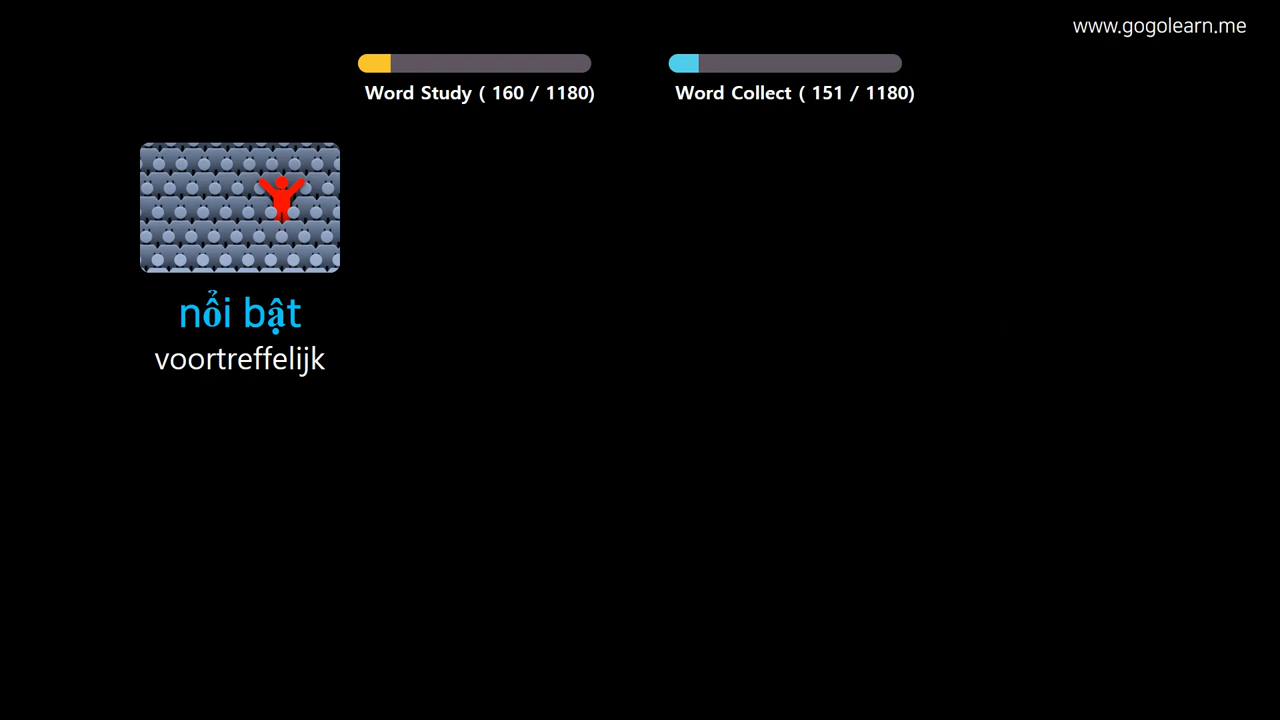 www.gogolearn.me
Word Study ( 160 / 1180)
Word Collect ( 151 / 1180)
nổi bật
voortreffelijk